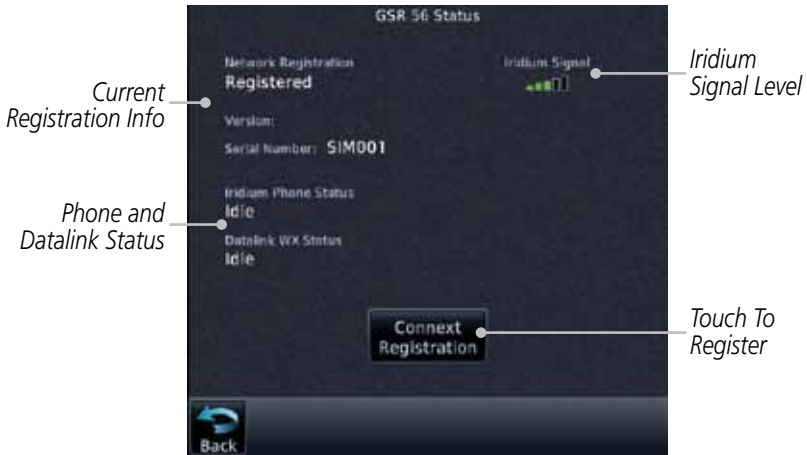 GSR 56 Status
Network Registration
Registered
Iridium Signal
Iridium
Signal Level
Current
Registration Info
Version:
Serial Number: SIM001
Iridium Phone Status
Idle
Phone and
Datalink Status
Datalink WX Status
Idle
Connext
Registration
Touch To
Register
Back